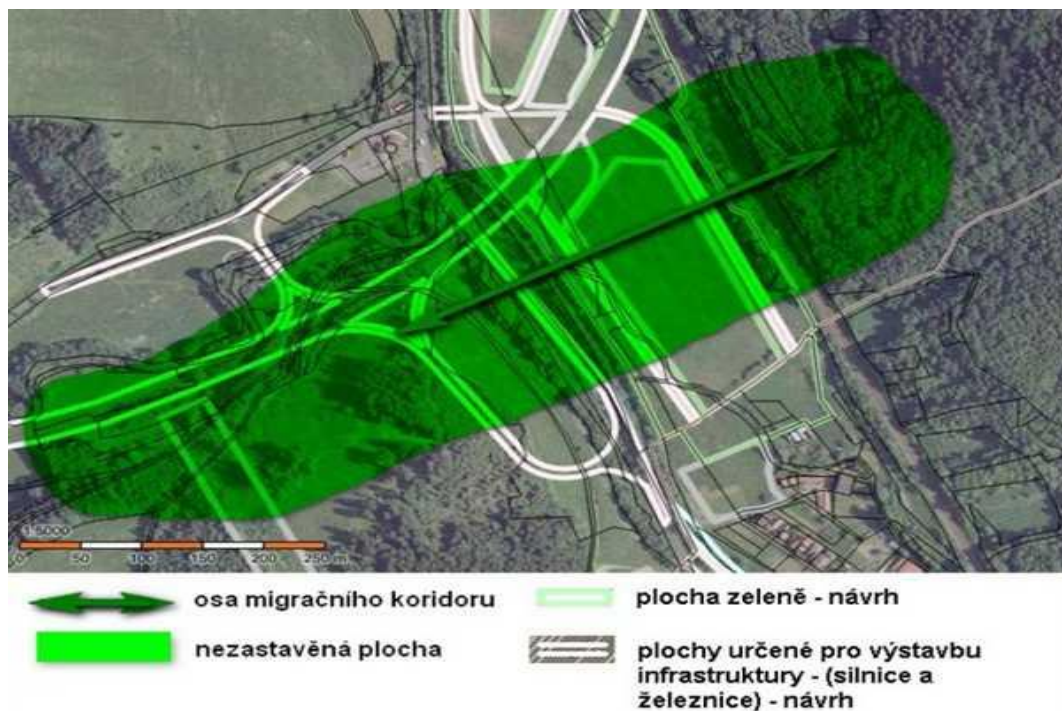 1:5000
0 50 100 150 200 250 m
osa migračního koridoru
nezastavěná plocha
plocha zeleně - návrh
plochy určené pro výstavbu
infrastruktury - (silnice a
železnice) - návrh